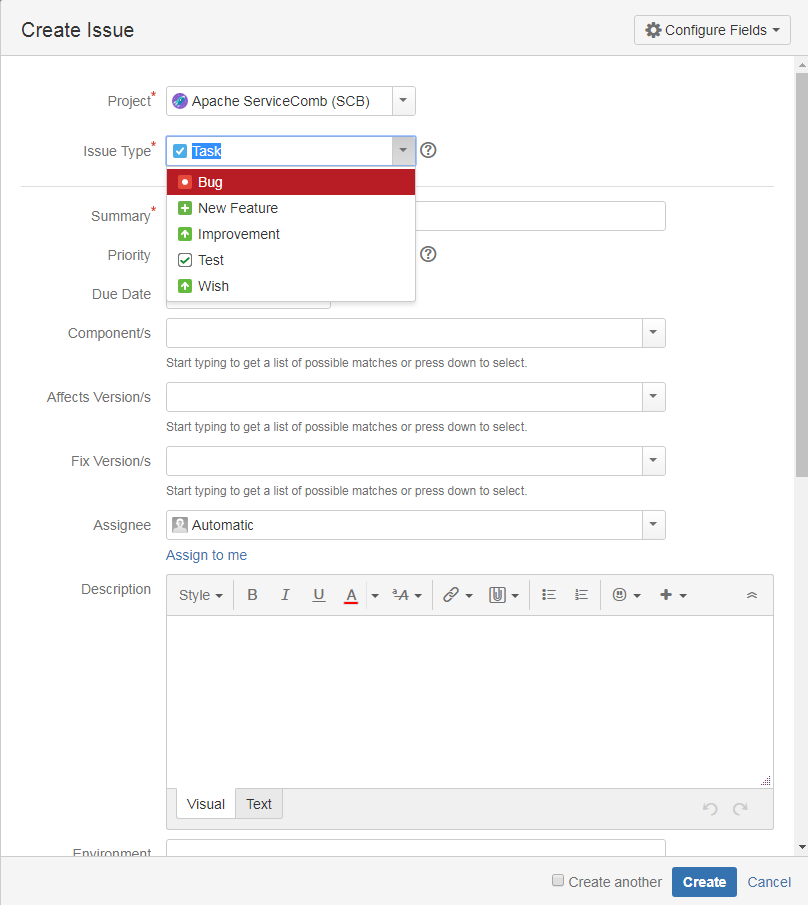 Create Issue
Configure Fields
Project*
Apache ServiceComb (SCB)
Issue Type*
Task
Bug
New Feature
Improvement
Test
Wish
Summary*
Priority
Due Date
Component/s
Start typing to get a list of possible matches or press down to select.
Affects Version/s
Start typing to get a list of possible matches or press down to select.
Fix Version/s
Start typing to get a list of possible matches or press down to select.
Assignee
Automatic
Assign to me
Description
Style B I U A ªA
Visual Text
Environment
Create another Create Cancel